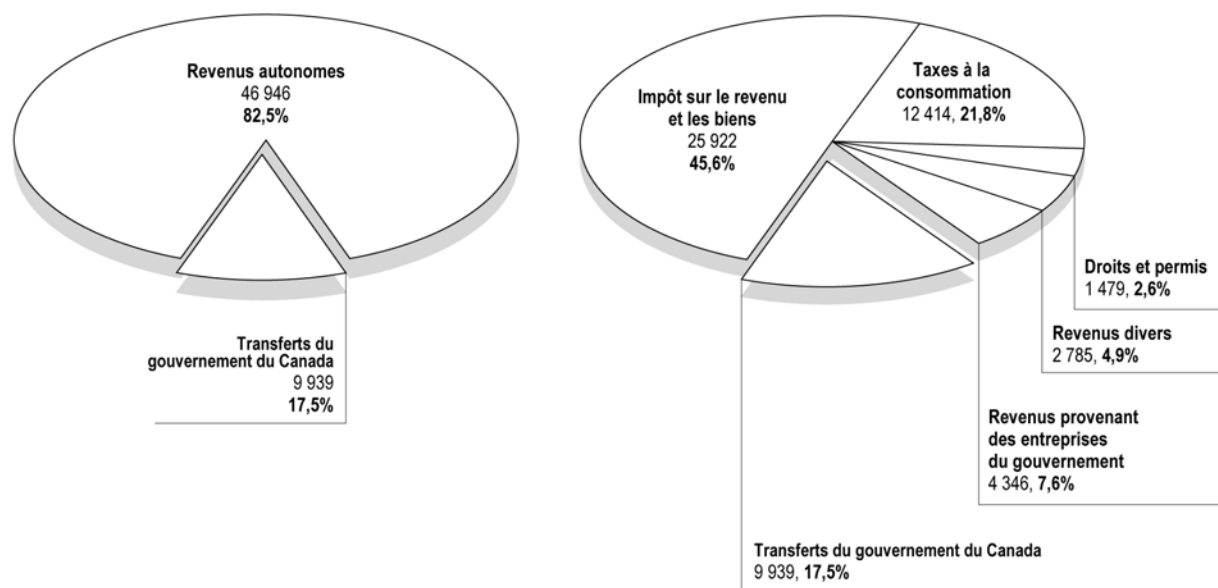 Revenus autonomes
46 946
82,5%
Transferts du
gouvernement du Canada
9 939
17,5%
Impôt sur le revenu
et les biens
25 922
45,6%
Taxes à la
consommation
12 414, 21,8%
Droits et permis
1 479, 2,6%
Revenus divers
2 785, 4,9%
Revenus provenant
des entreprises
du gouvernement
4 346, 7,6%
Transferts du gouvernement du Canada
9 939, 17,5%